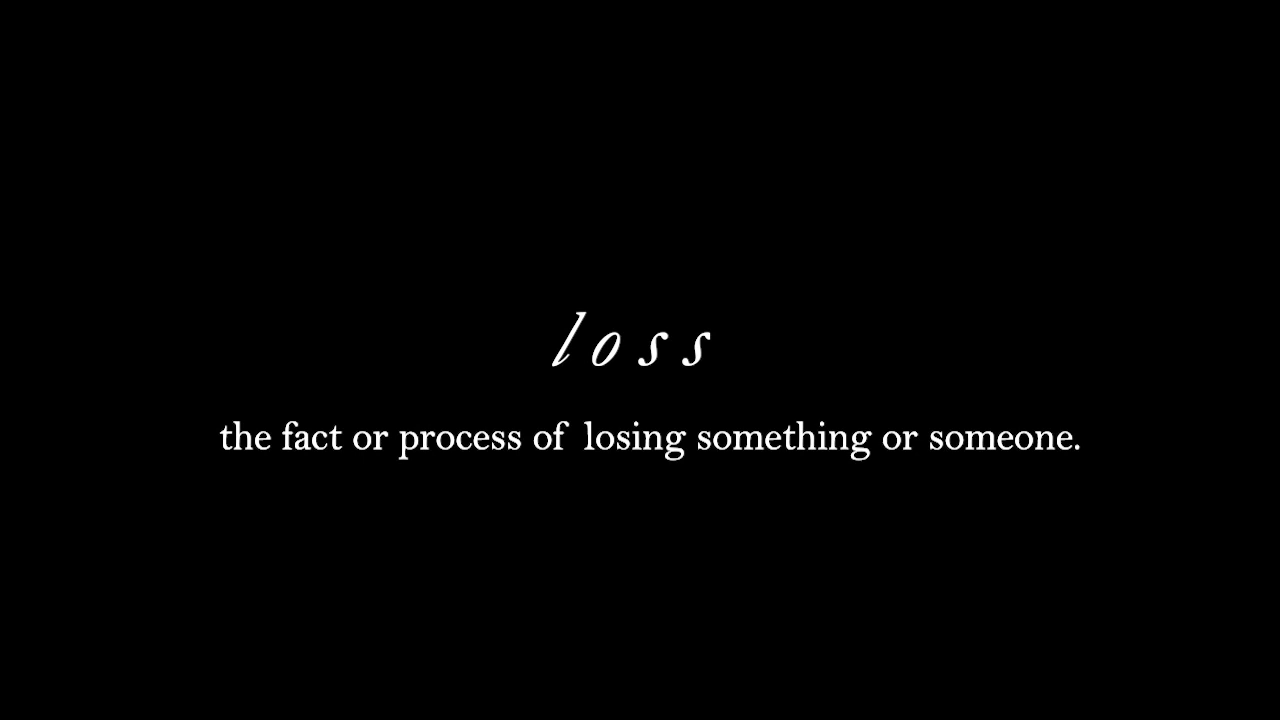 loss
the fact or process of losing something or someone.